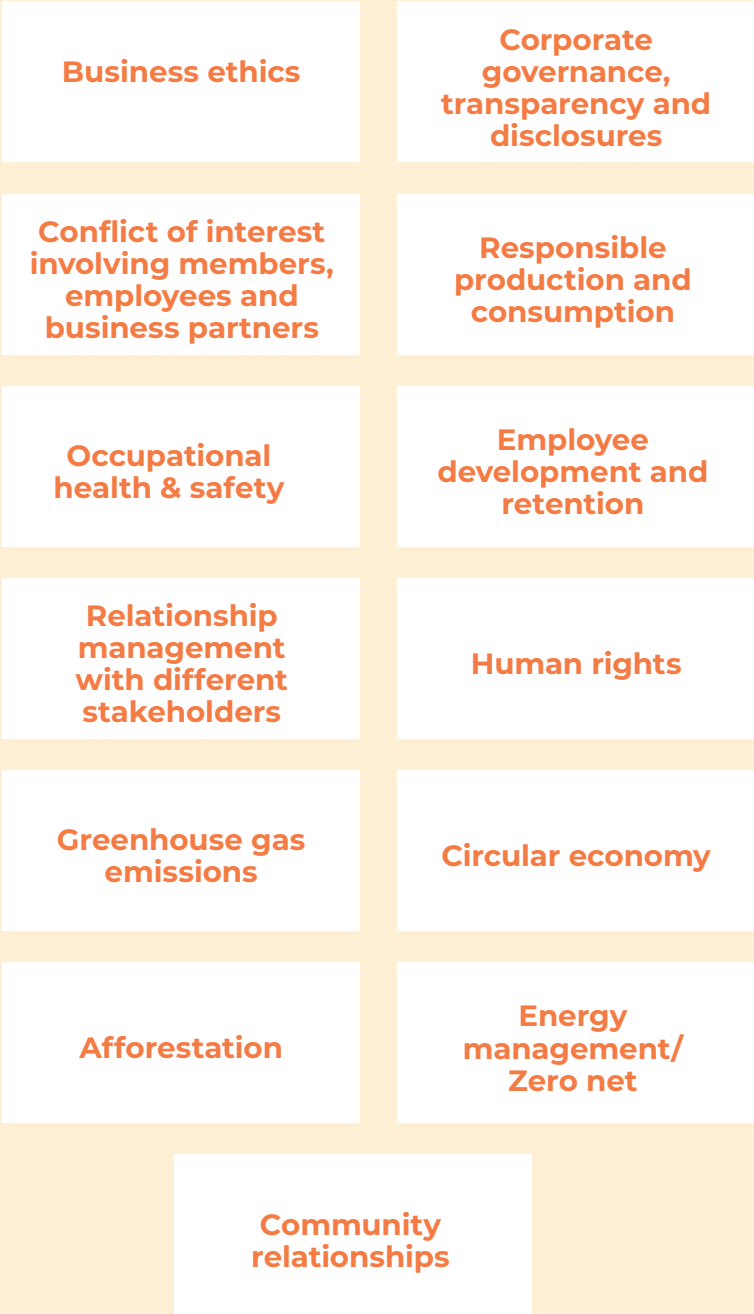 Business ethics
Corporate
governance,
transparency and
disclosures
Conflict of interest
involving members,
employees and
business partners
Responsible
production and
consumption
Occupational
health & safety
Employee
development and
retention
Relationship
management
with different
stakeholders
Human rights
Greenhouse gas
emissions
Circular economy
Afforestation
Energy
management/
Zero net
Community
relationships